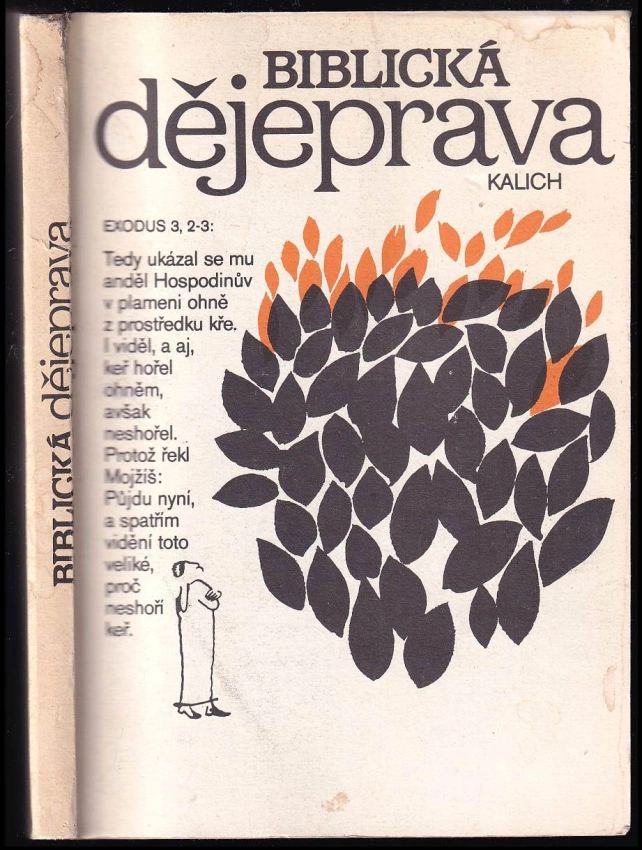 BIBLICKÁ
dějeprava
KALICH
EXODUS 3, 2-3:
Tedy ukázal se mu
anděl Hospodinův
v plameni ohně
z prostředku kře.
I viděl, a aj,
keř hořel
ohněm,
avšak
neshořel.
Protož řekl
Mojžíš:
Půjdu nyní,
a spatřím
vidění toto
veliké,
proč
neshoří
keř.
BIBLICKÁ dějeprava